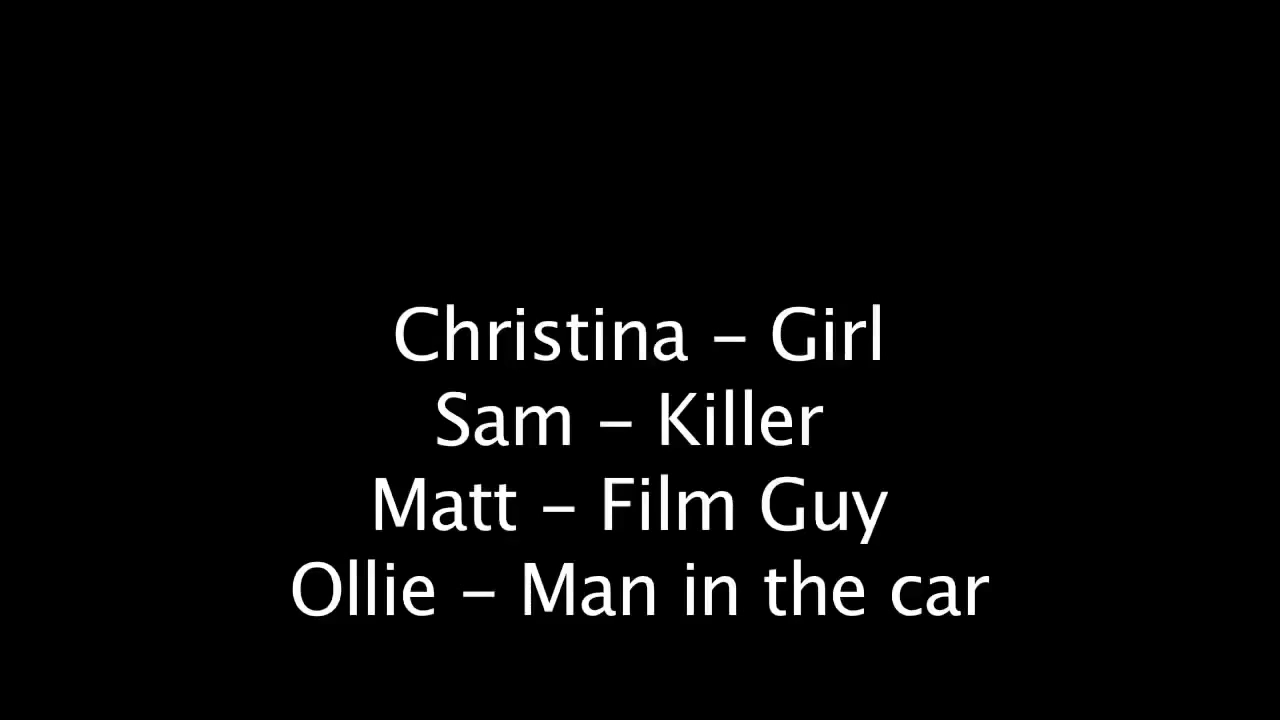 Christina – Girl
Sam – Killer
Matt – Film Guy
Ollie – Man in the car